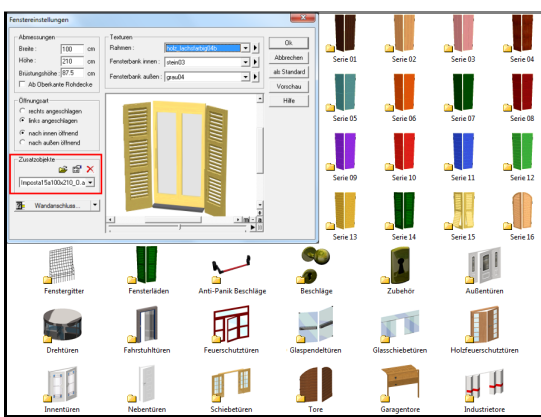 Fenstereinstellungen
Abmessungen
Breite: 100 cm
Höhe: 210 cm
Brüstungshöhe: 87.5 cm
Ab Oberkante Rohdecke
Texturen
Rahmen: holz_fachsfarbig04b
Fensterbank innen: stein03
Fensterbank außen: grau04
Ok
Abbrechen
als Standard
Vorschau
Hilfe
Öffnungsart
rechts angeschlagen
links angeschlagen
nach innen öffnend
nach außen öffnend
Zusatzobjekte
Inposta15a100x210_O.a
Wandanschluss...
Serie 01
Serie 02
Serie 03
Serie 04
Serie 05
Serie 06
Serie 07
Serie 08
Serie 09
Serie 10
Serie 11
Serie 12
Serie 13
Serie 14
Serie 15
Serie 16
Fenstergitter
Fensterläden
Anti-Panik Beschläge
Beschläge
Zubehör
Außentüren
Drehtüren
Fahrstuhltüren
Feuerschutztüren
Glaspendeltüren
Glasschiebetüren
Holzfeuerschutztüren
Innentüren
Nebentüren
Schiebetüren
Tore
Garagentore
Industrietore